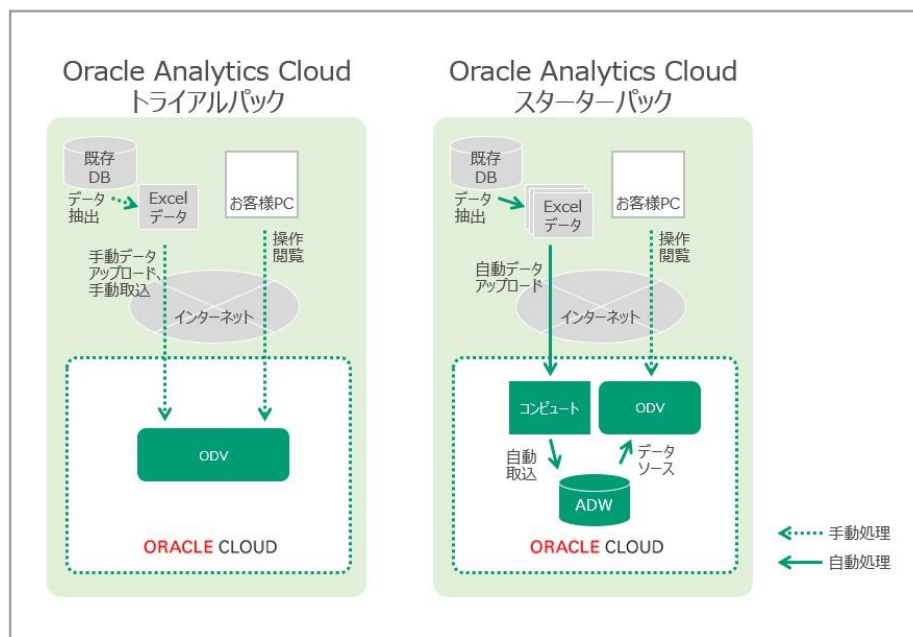 Oracle Analytics Cloud
トライアルパック
既存
DB
データ
抽出
Excel
データ
お客様PC
手動データ
アップロード、
手動取込
操作
閲覧
インターネット
ODV
ORACLE CLOUD
Oracle Analytics Cloud
スターターパック
既存
DB
データ
抽出
Excel
データ
お客様PC
自動データ
アップロード
操作
閲覧
インターネット
コンピュート
ODV
自動
取込
データ
ソース
ADW
ORACLE CLOUD
手動処理
自動処理